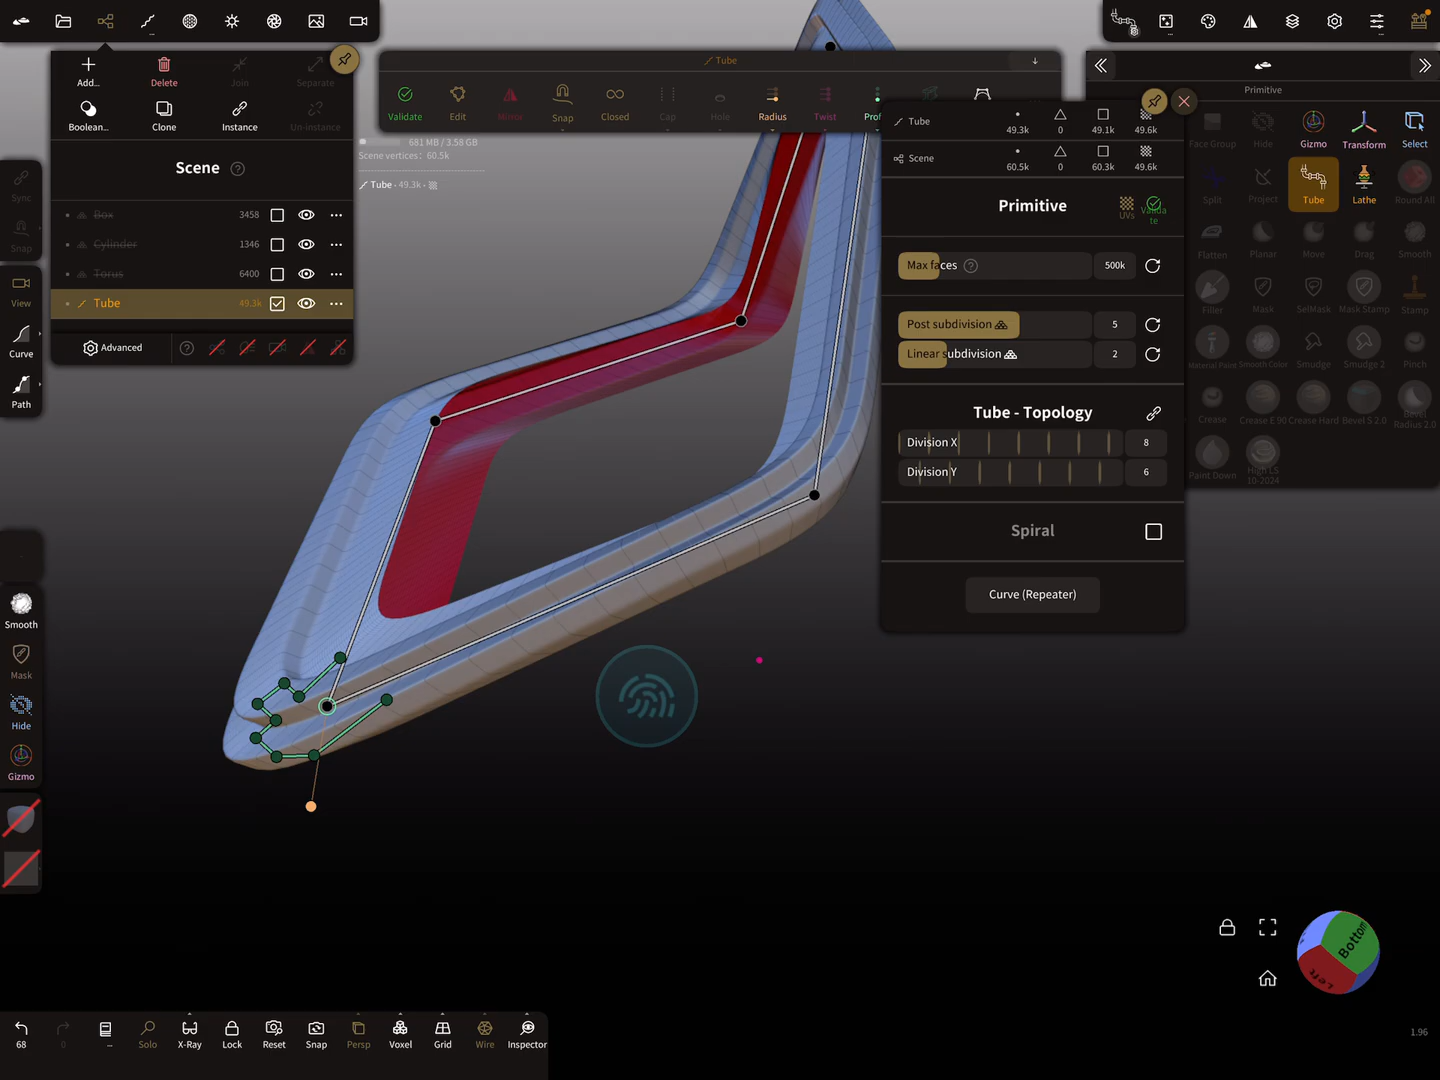 Add...
Delete
Join
Separate
Boolean...
Clone
Instance
Un-instance
Scene
Box 3458
Cylinder 1346
Torus 6400
Tube 49.3k
Advanced
Sync
Snap
View
Curve
Path
Smooth
Mask
Hide
Gizmo
Tube
Validate
Edit
Mirror
Snap
Closed
Cap
Hole
Radius
Twist
Prof
681 MB / 3.58 GB
Scene vertices: 60.5k
Tube - 49.3k -
Tube 49.3k 0 49.1k 49.6k
Scene 60.5k 0 60.3k 49.6k
Primitive
UVs
Valida
te
Max faces 500k
Post subdivision 5
Linear subdivision 2
Tube - Topology
Division X 8
Division Y 6
Spiral
Curve (Repeater)
Primitive
Face Group
Hide
Gizmo
Transform
Select
Split
Project
Tube
Lathe
Round All
Flatten
Planar
Move
Drag
Smooth
Filler
Mask
SelMask
Mask Stamp
Stamp
Material Paint
Smooth Color
Smudge
Smudge 2
Pinch
Crease
Crease E 90
Crease Hard
Bevel S 2.0
Bevel
Radius 2.0
Paint Down
High LS
10-2024
Bottom
Left
68
0
...
Solo
X-Ray
Lock
Reset
Snap
Persp
Voxel
Grid
Wire
Inspector
1.96